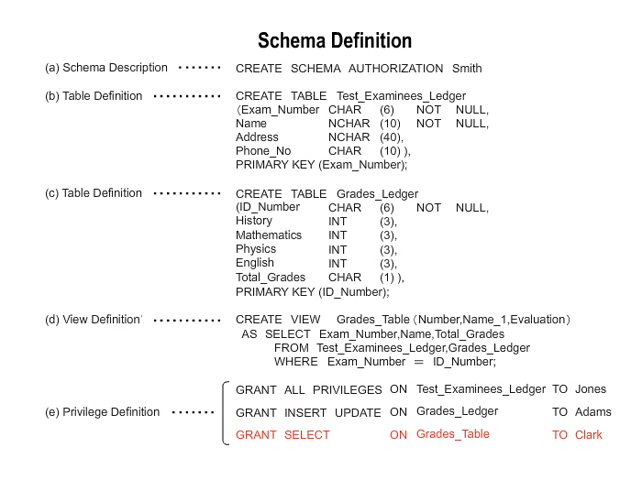 Schema Definition
(a) Schema Description ······· CREATE SCHEMA AUTHORIZATION Smith
(b) Table Definition ··········· CREATE TABLE Test_Examinees_Ledger
(Exam_Number CHAR (6) NOT NULL,
Name NCHAR (10) NOT NULL,
Address NCHAR (40),
Phone_No CHAR (10) ),
PRIMARY KEY (Exam_Number);
(c) Table Definition ··········· CREATE TABLE Grades_Ledger
(ID_Number CHAR (6) NOT NULL,
History INT (3),
Mathematics INT (3),
Physics INT (3),
English INT (3),
Total_Grades CHAR (1) ),
PRIMARY KEY (ID_Number);
(d) View Definition' ··········· CREATE VIEW Grades_Table (Number,Name_1,Evaluation)
AS SELECT Exam_Number,Name,Total_Grades
FROM Test_Examinees_Ledger,Grades_Ledger
WHERE Exam_Number = ID_Number;
GRANT ALL PRIVILEGES ON Test_Examinees_Ledger TO Jones
(e) Privilege Definition ······· GRANT INSERT UPDATE ON Grades_Ledger TO Adams
GRANT SELECT ON Grades_Table TO Clark